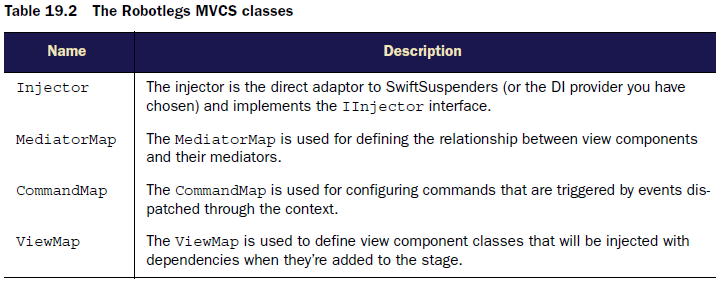 Table 19.2 The Robotlegs MVCS classes
Name Description
Injector The injector is the direct adaptor to SwiftSuspenders (or the DI provider you have
chosen) and implements the IInjector interface.
MediatorMap The MediatorMap is used for defining the relationship between view components
and their mediators.
CommandMap The CommandMap is used for configuring commands that are triggered by events dis-
patched through the context.
ViewMap The ViewMap is used to define view component classes that will be injected with
dependencies when they're added to the stage.